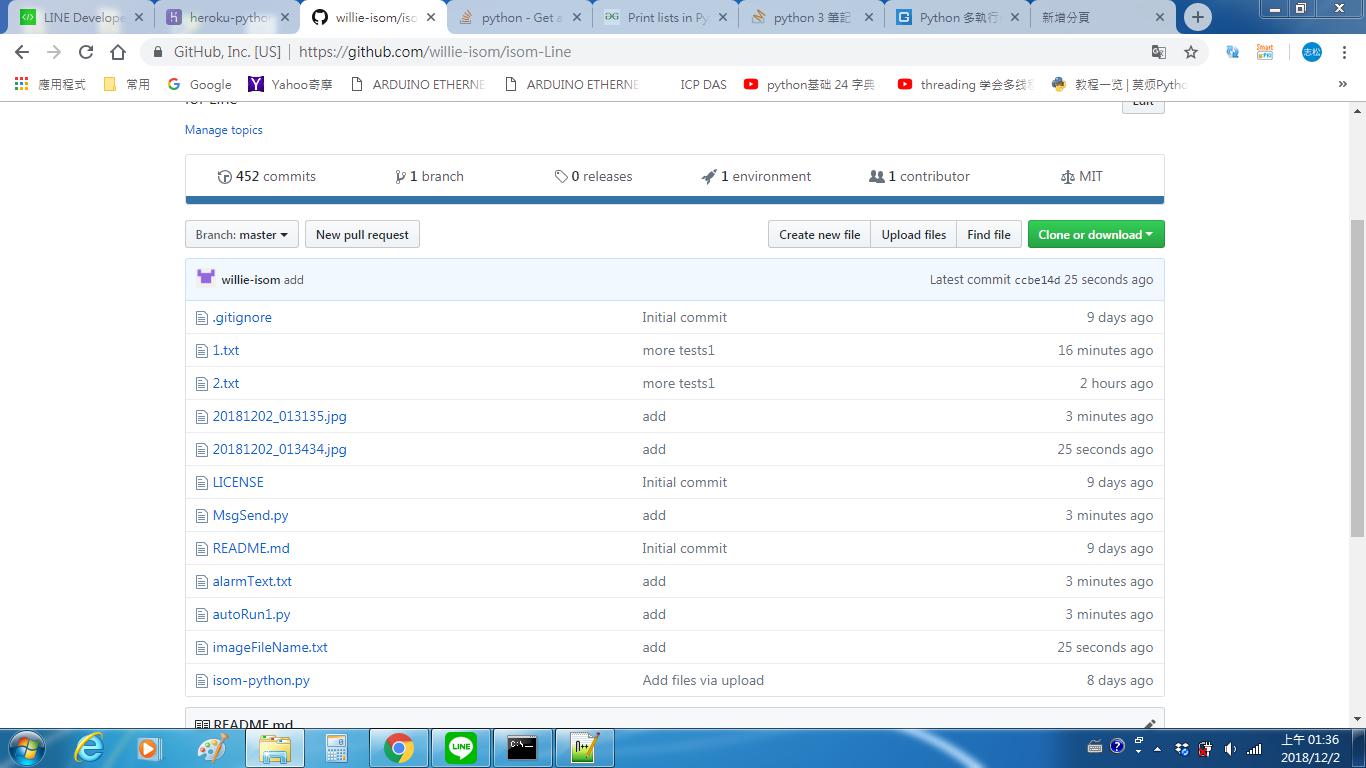 LINE Develope
heroku-python
willie-isom/iso
python - Get a
Print lists in Py
python 3 筆記
Python 多執行
新增分頁
GitHub, Inc. [US] | https://github.com/willie-isom/isom-Line
志松
應用程式
常用
Google
Yahoo奇摩
ARDUINO ETHERNE
ARDUINO ETHERNE
ICP DAS
python基础 24 字典
threading 学会多线
教程一览 | 莫烦Pytho
»
for Line
Edit
Manage topics
452 commits
1 branch
0 releases
1 environment
1 contributor
MIT
Branch: master
New pull request
Create new file
Upload files
Find file
Clone or download
willie-isom add
Latest commit ccbe14d 25 seconds ago
.gitignore Initial commit 9 days ago
1.txt more tests1 16 minutes ago
2.txt more tests1 2 hours ago
20181202_013135.jpg add 3 minutes ago
20181202_013434.jpg add 25 seconds ago
LICENSE Initial commit 9 days ago
MsgSend.py add 3 minutes ago
README.md Initial commit 9 days ago
alarmText.txt add 3 minutes ago
autoRun1.py add 3 minutes ago
imageFileName.txt add 25 seconds ago
isom-python.py Add files via upload 8 days ago
README.md
LINE
上午 01:36
2018/12/2